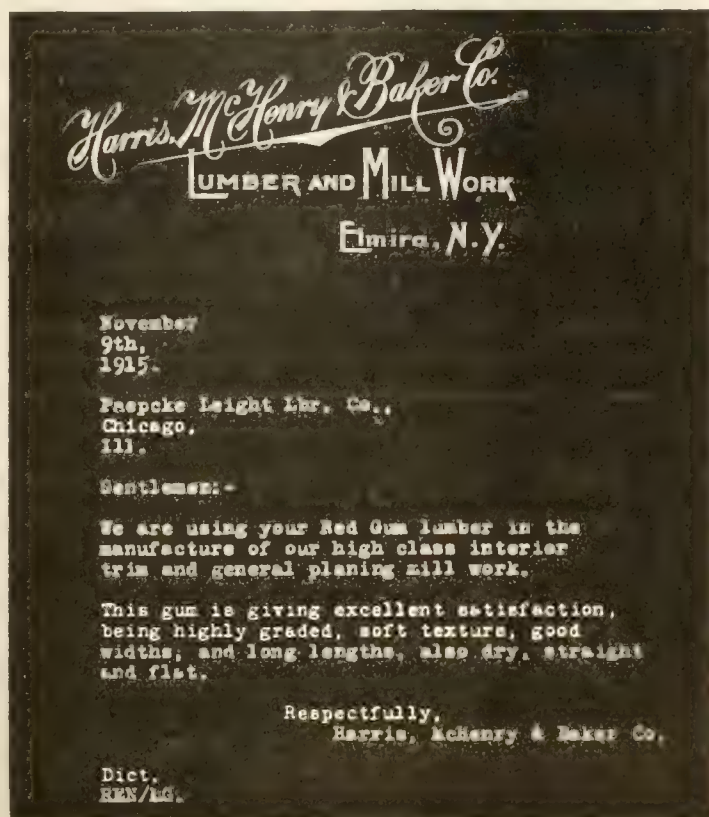 Harris, McHenry & Baker Co.
LUMBER AND MILL WORK
Elmira, N.Y.
November
9th,
1915.
Paepcke Leight Lbr. Co.,
Chicago,
Ill.
Gentlemen:-
We are using your Red Gum lumber in the
manufacture of our high class interior
trim and general planing mill work.
This gum is giving excellent satisfaction,
being highly graded, soft texture, good
widths, and long lengths, also dry, straight
and flat.
Respectfully,
Harris, McHenry & Baker Co.
Dict.